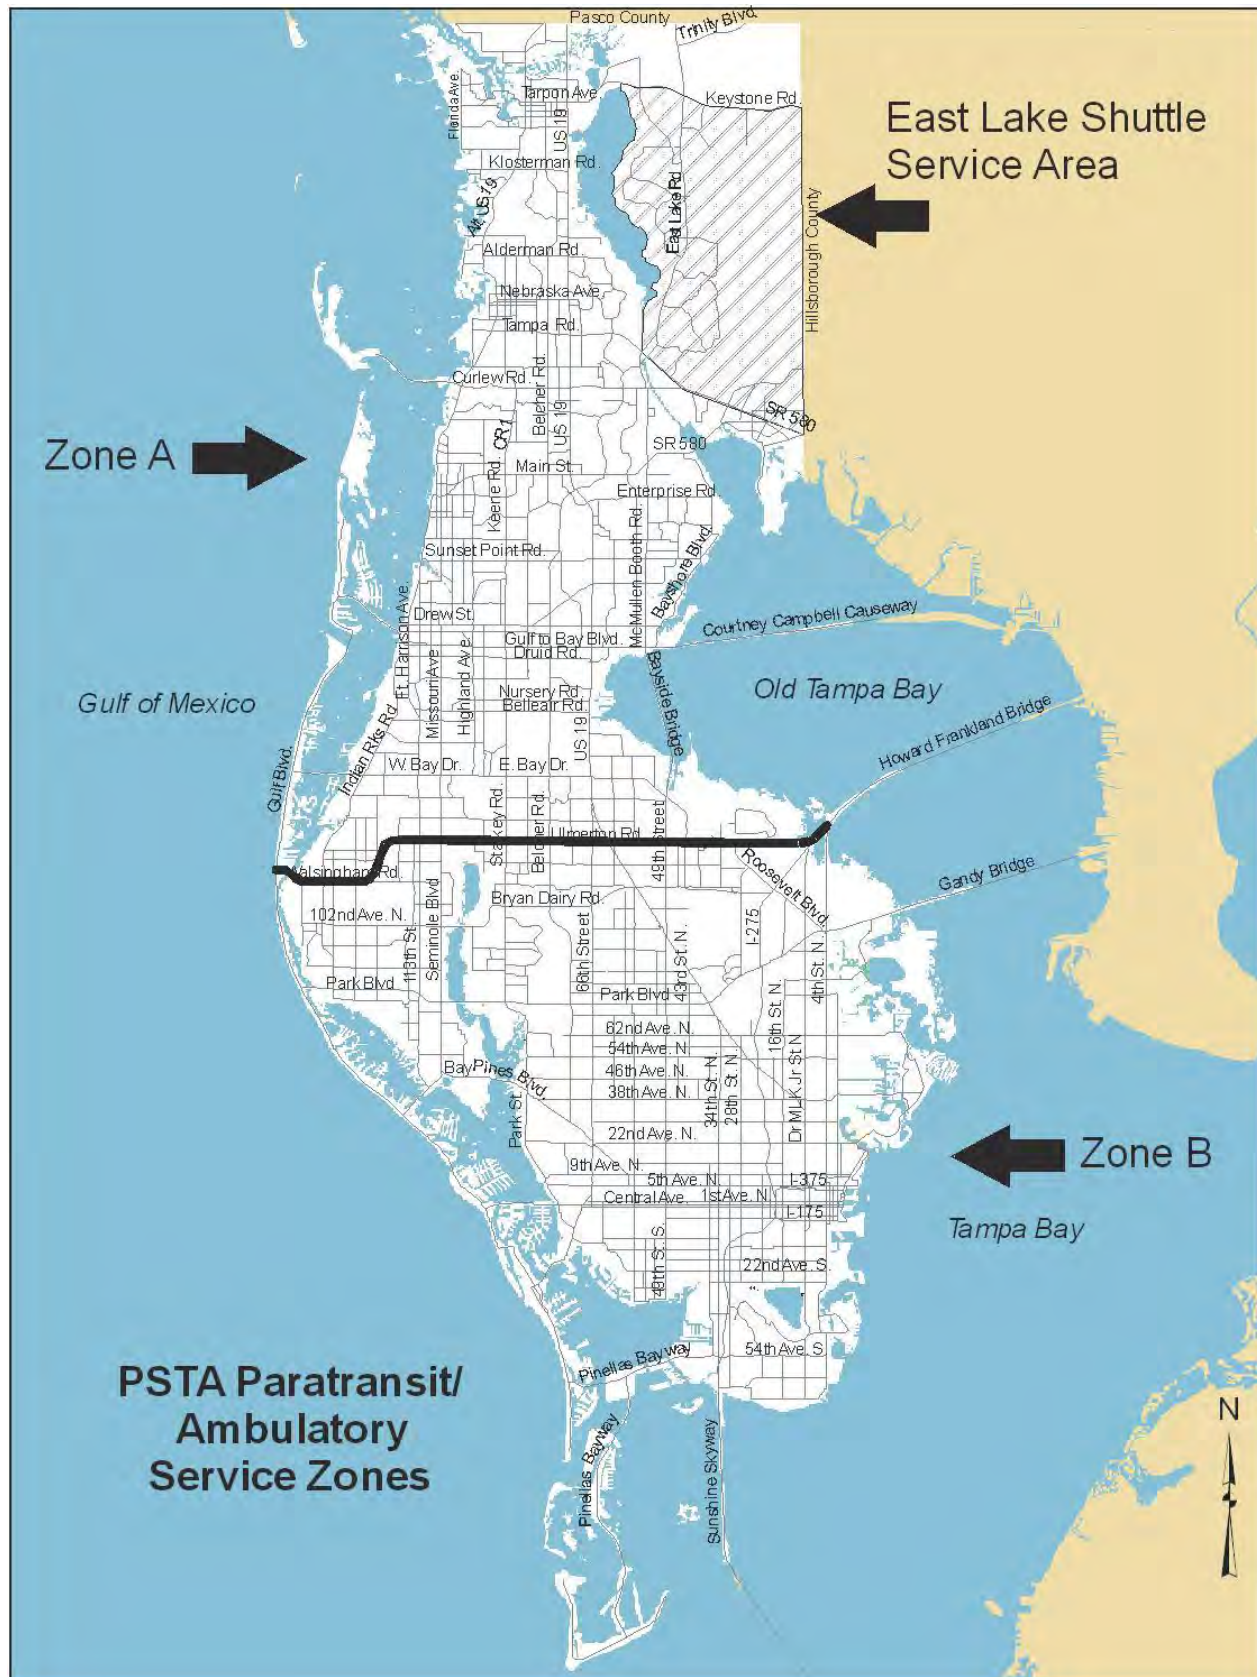 Pasco County
Trinity Blvd.
Florida Ave.
Tarpon Ave.
US 19
Keystone Rd.
East Lake Shuttle
Service Area
Klosterman Rd.
Alt. US 19
East Lake Rd
Hillsborough County
Alderman Rd.
Nebraska Ave.
Tampa Rd.
Curlew Rd.
Belcher Rd.
US 19
CR 1
SR 580
SR 580
Zone A
Main St.
Keene Rd.
Enterprise Rd.
Sunset Point Rd.
McMullen Booth Rd.
Bayshore Blvd.
Drew St.
Ft. Harrison Ave.
Courtney Campbell Causeway
Gulf to Bay Blvd.
Druid Rd.
Missouri Ave
Highland Ave.
Bayside Bridge
Gulf of Mexico
Nursery Rd.
Belleair Rd.
Old Tampa Bay
US 19
Howard Frankland Bridge
Indian Rks Rd.
Gulf Blvd.
W. Bay Dr.
E. Bay Dr.
Starkey Rd.
Belcher Rd.
Ulmerton Rd.
49th Street
Walsingham Rd.
Roosevelt Blvd.
Gandy Bridge
102nd Ave. N.
113th St.
Seminole Blvd
Bryan Dairy Rd.
66th Street
I-275
43rd St. N.
4th St. N.
Park Blvd
Park Blvd
16th St. N.
62nd Ave. N.
54th Ave. N.
46th Ave. N.
38th Ave. N.
34th St. N.
28th St. N.
Dr MLK Jr St N
Bay Pines Blvd.
Park St.
22nd Ave. N.
Zone B
9th Ave. N.
5th Ave. N.
I-375
Central Ave.
1st Ave. N.
I-175
Tampa Bay
49th St. S.
22nd Ave. S.
54th Ave. S.
Pinellas Bayway
PSTA Paratransit/
Ambulatory
Service Zones
Pinellas Bayway
Sunshine Skyway
N